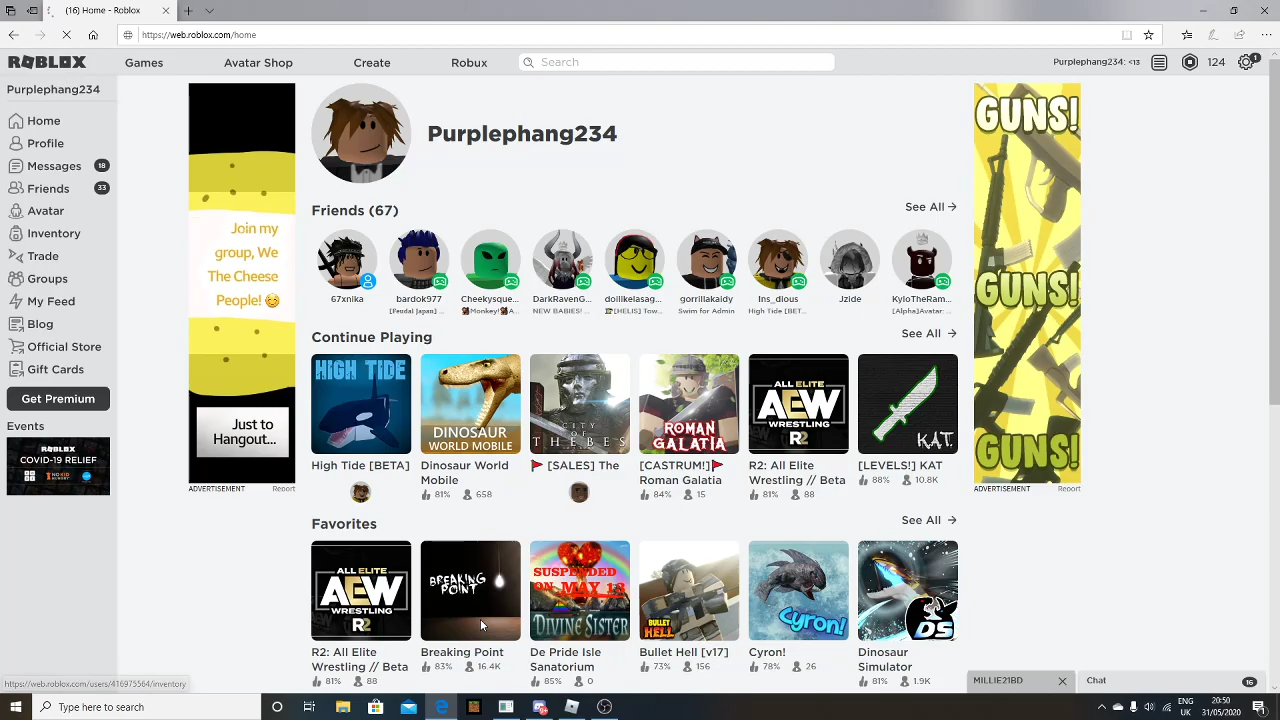 (16) Home - Roblox
https://web.roblox.com/home
ROBLOX
Games
Avatar Shop
Create
Robux
Search
Purplephang234: <13
124
1
Purplephang234
Home
Profile
Messages
18
Friends
33
Avatar
Inventory
Trade
Groups
My Feed
Blog
Official Store
Gift Cards
Get Premium
Events
ROBLOX
COVID-19 RELIEF
Join my
group, We
The Cheese
People! 😊
Just to
Hangout...
ADVERTISEMENT
Report
Purplephang234
Friends (67)
See All →
67xnika
bardok977
[Feudal Japan] ...
Cheekysque...
🐒Monkey!🐒A...
DarkRavenG...
NEW BABIES! ...
dollkelasag...
[HELIS] Tow...
gorrillakaidy
Swim for Admin
Ins_dious
High Tide [BET...
Jzide
KyloTheRam...
[Alpha]Avatar: ...
Continue Playing
See All →
HIGH TIDE
High Tide [BETA]
DINOSAUR
WORLD MOBILE
Dinosaur World
Mobile
81%
658
CITY
OF
THEBES
🚩 [SALES] The
ROMAN
GALATIA
[CASTRUM!]🚩
Roman Galatia
84%
15
ALL ELITE
AEW
WRESTLING
R2
R2: All Elite
Wrestling // Beta
81%
88
KAT
[LEVELS!] KAT
88%
10.8K
Favorites
See All →
ALL ELITE
AEW
WRESTLING
R2
R2: All Elite
Wrestling // Beta
81%
88
BREAKING
POINT
Breaking Point
83%
16.4K
SUSPENDED
ON MAY 13
DIVINE SISTER
De Pride Isle
Sanatorium
85%
0
BULLET
HELL
Bullet Hell [v17]
73%
156
Cyron!
Cyron!
78%
26
DS
Dinosaur
Simulator
81%
1.9K
GUNS!
GUNS!
GUNS!
ADVERTISEMENT
Report
MILLIE21BD
Chat
16
https://web.roblox.com/users/416975564/inventory
Type here to search
ENG
UK
20:50
31/05/2020